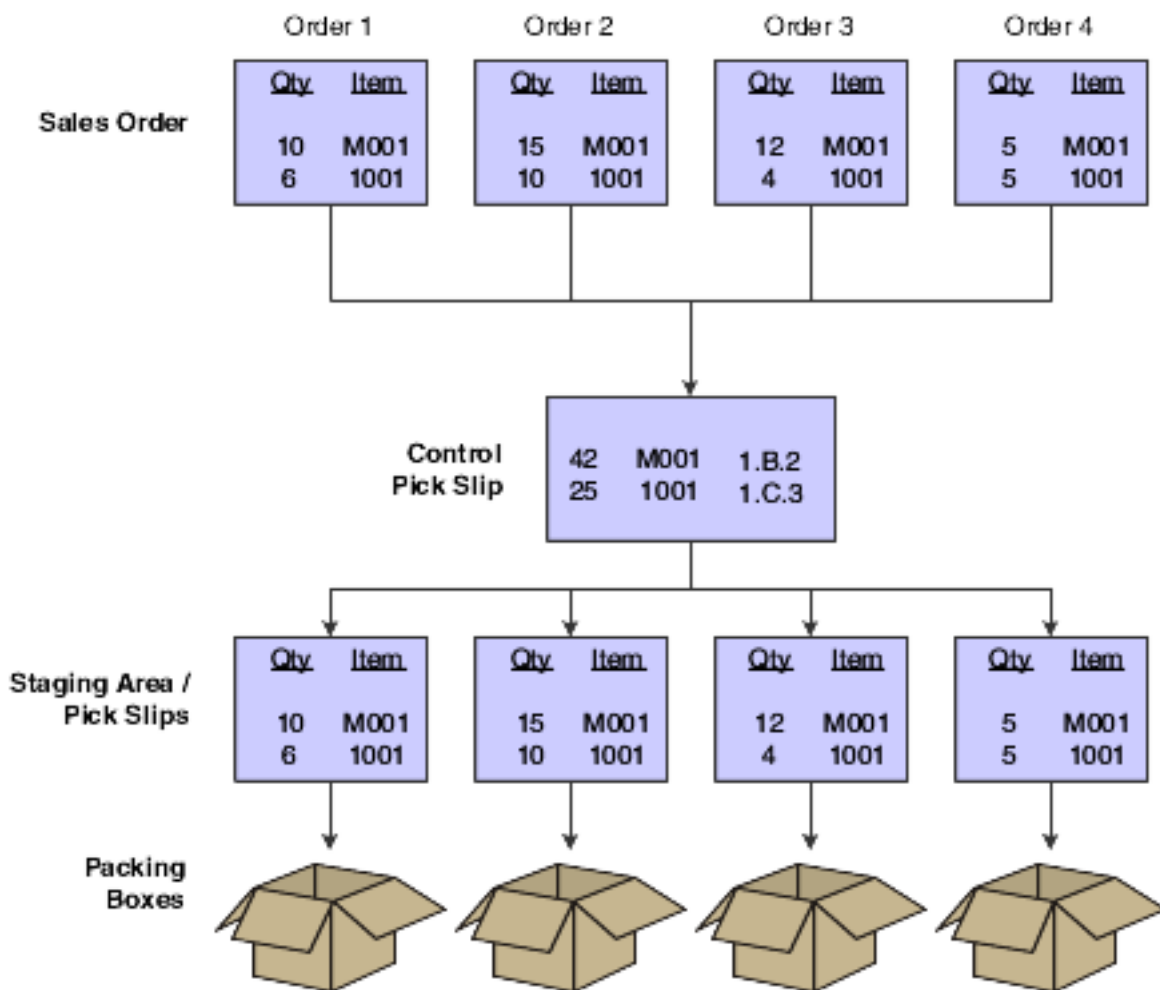 Order 1 Order 2 Order 3 Order 4
Qty Item Qty Item Qty Item Qty Item
Sales Order
10 M001 15 M001 12 M001 5 M001
6 1001 10 1001 4 1001 5 1001
Control
Pick Slip
42 M001 1.B.2
25 1001 1.C.3
Qty Item Qty Item Qty Item Qty Item
Staging Area /
Pick Slips
10 M001 15 M001 12 M001 5 M001
6 1001 10 1001 4 1001 5 1001
Packing
Boxes